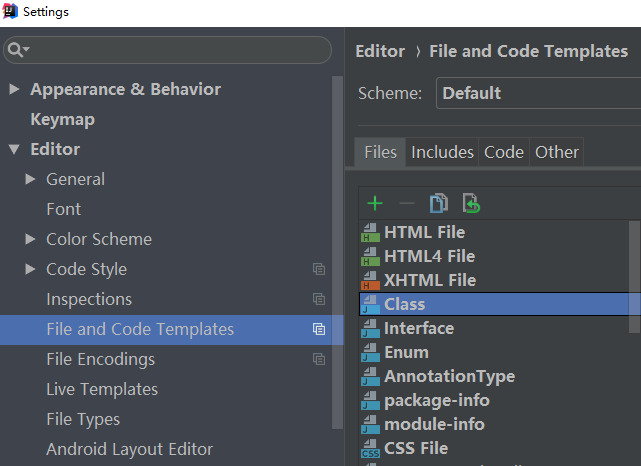 Settings
Appearance & Behavior
Keymap
Editor
General
Font
Color Scheme
Code Style
Inspections
File and Code Templates
File Encodings
Live Templates
File Types
Android Layout Editor
Editor › File and Code Templates
Scheme: Default
Files Includes Code Other
HTML File
HTML4 File
XHTML File
Class
Interface
Enum
AnnotationType
package-info
module-info
CSS File